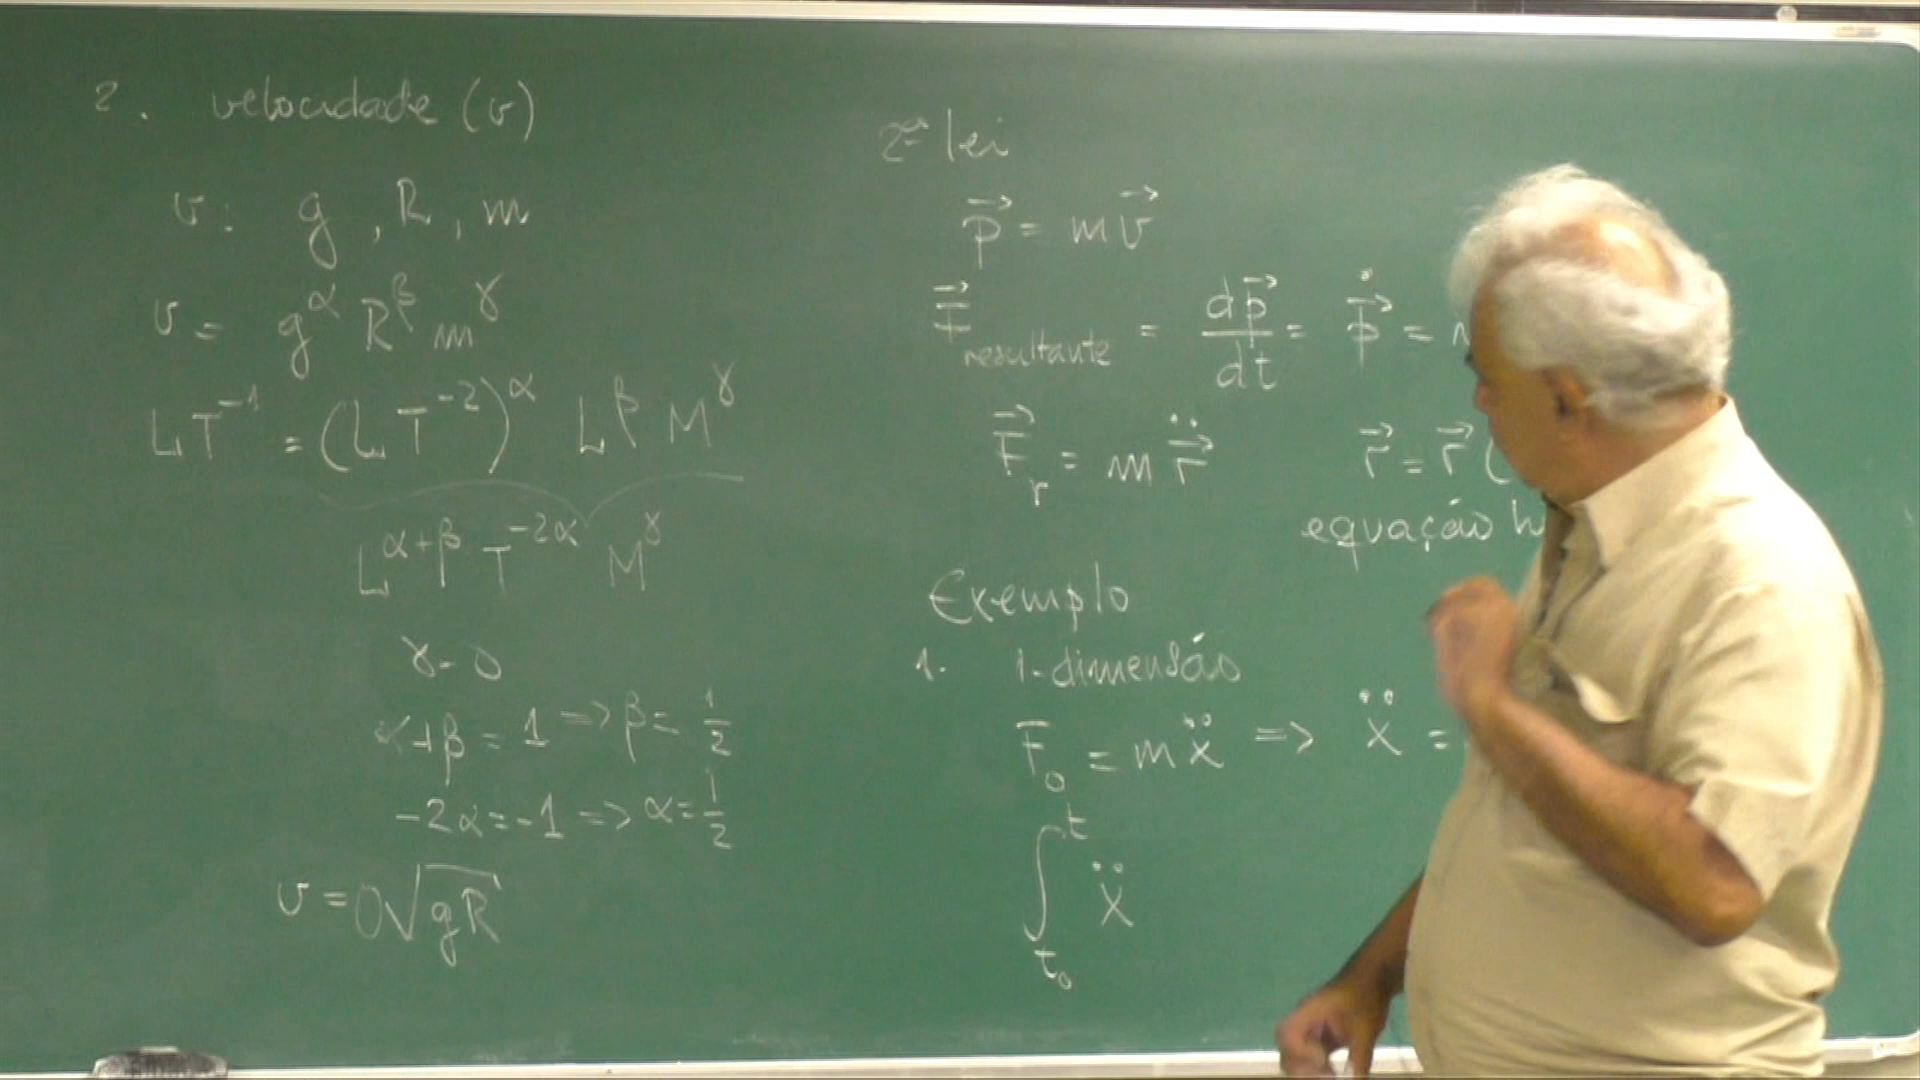 2. velocidade (v)
v: g, R, m
v = g^α R^β m^γ
LT^-1 = (LT^-2)^α L^β M^γ
L^α+β T^-2α M^γ
γ = 0
α+β = 1 => β = 1/2
-2α = -1 => α = 1/2
v = 0√gR
2ª lei
p⃗ = mv⃗
F⃗ resultante = dp⃗/dt = ṗ⃗ =
F⃗r = m r̈⃗ r⃗ = r⃗(
equação
Exemplo
1. 1-dimensão
F₀ = mẍ => ẍ =
∫_t₀^t ẍ